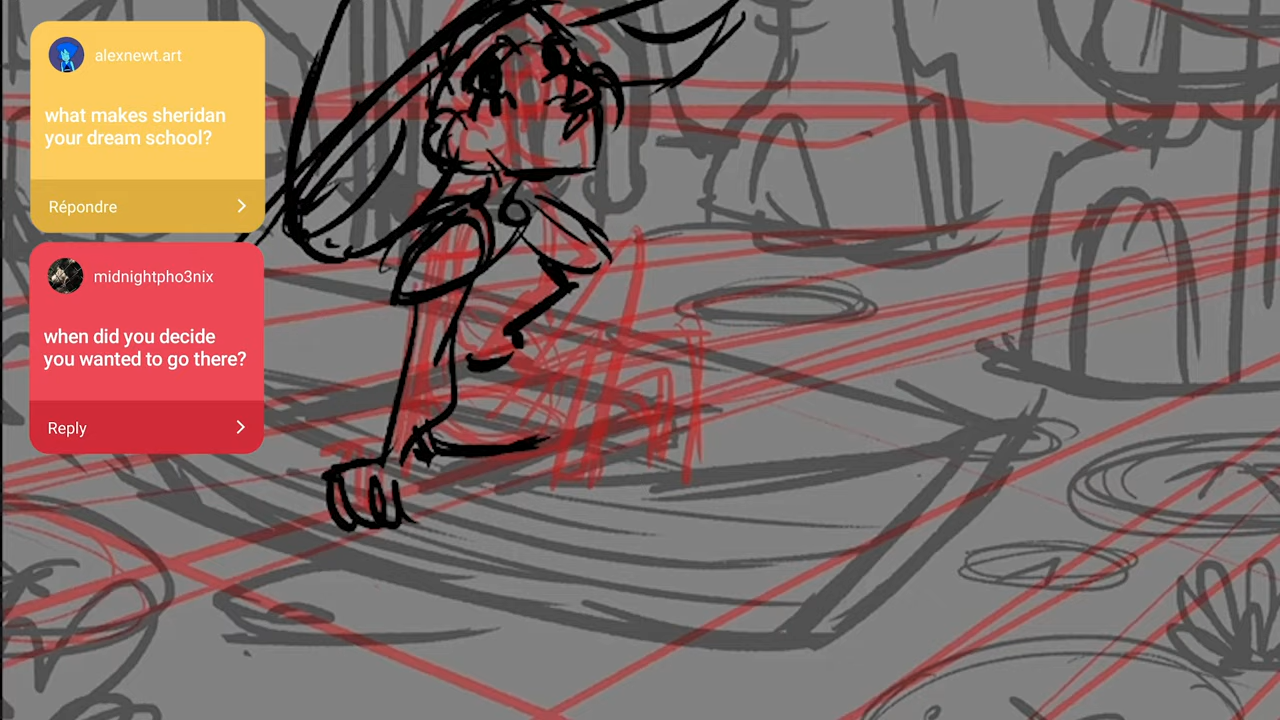 alexnewt.art
what makes sheridan
your dream school?
Répondre
midnightpho3nix
when did you decide
you wanted to go there?
Reply